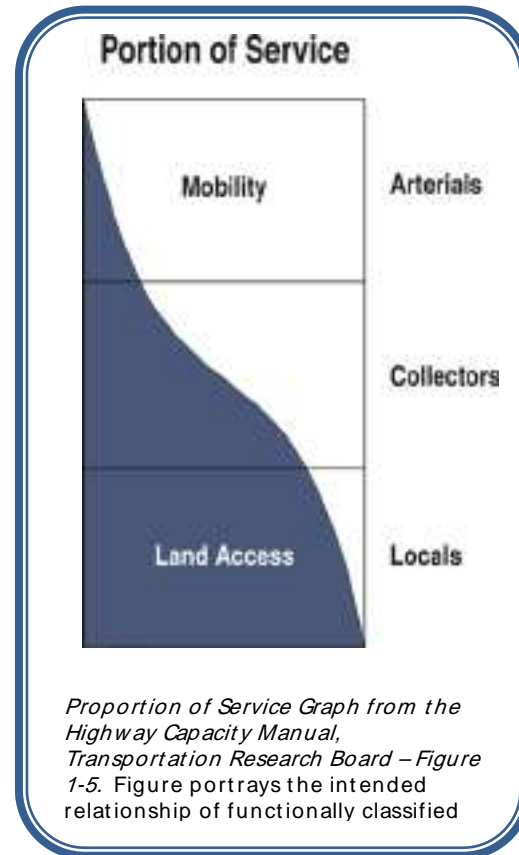 Portion of Service
Mobility
Arterials
Collectors
Land Access
Locals
Proportion of Service Graph from the
Highway Capacity Manual,
Transportation Research Board – Figure
1-5. Figure portrays the intended
relationship of functionally classified